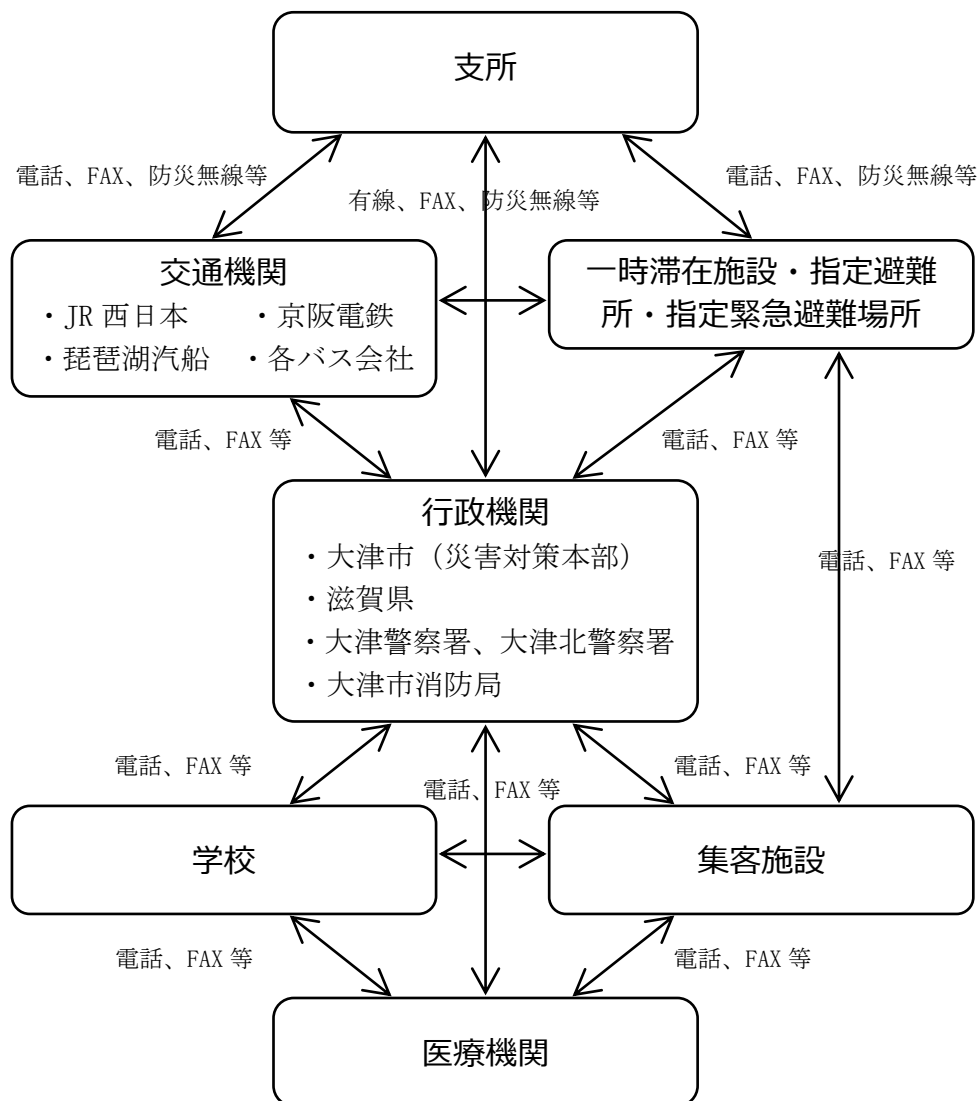 支所
電話、FAX、防災無線等
有線、FAX、防災無線等
電話、FAX、防災無線等
交通機関
・JR 西日本 ・京阪電鉄
・琵琶湖汽船 ・各バス会社
一時滞在施設・指定避難
所・指定緊急避難場所
電話、FAX 等
電話、FAX 等
行政機関
・大津市（災害対策本部）
・滋賀県
・大津警察署、大津北警察署
・大津市消防局
電話、FAX 等
電話、FAX 等
電話、FAX 等
電話、FAX 等
学校
集客施設
電話、FAX 等
電話、FAX 等
医療機関